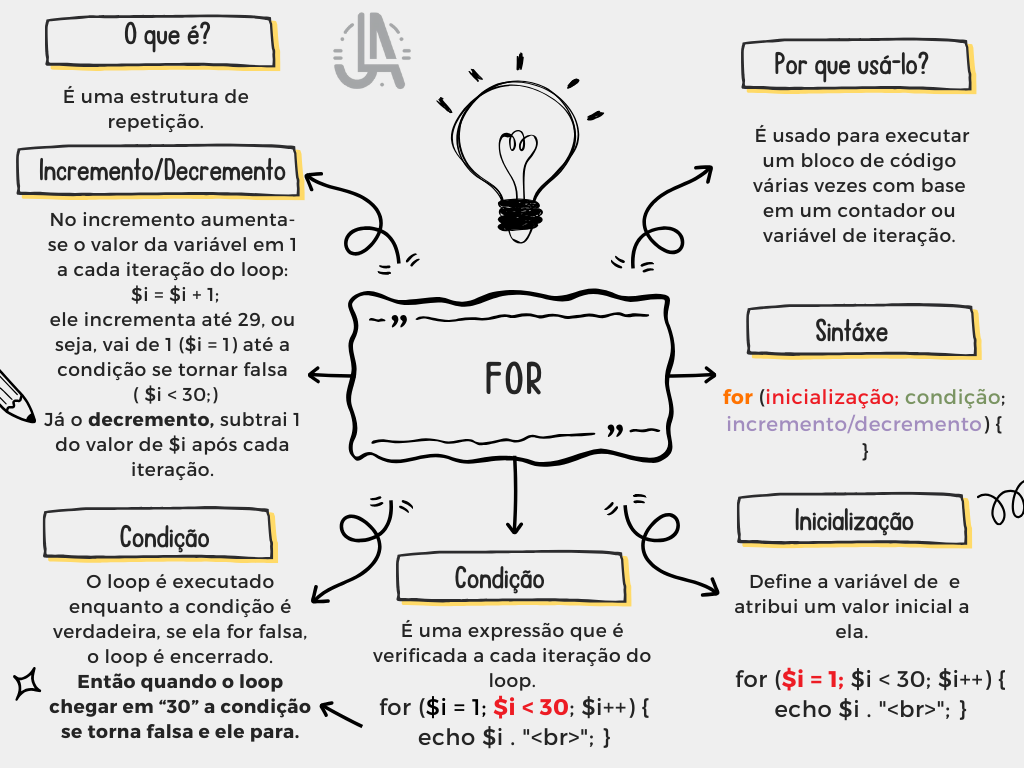 O que é?
É uma estrutura de
repetição.
Incremento/Decremento
No incremento aumenta-
se o valor da variável em 1
a cada iteração do loop:
$i = $i + 1;
ele incrementa até 29, ou
seja, vai de 1 ($i = 1) até a
condição se tornar falsa
( $i < 30;)
Já o decremento, subtrai 1
do valor de $i após cada
iteração.
Condição
O loop é executado
enquanto a condição é
verdadeira, se ela for falsa,
o loop é encerrado.
Então quando o loop
chegar em “30” a condição
se torna falsa e ele para.
JLA
FOR
Condição
É uma expressão que é
verificada a cada iteração do
loop.
for ($i = 1; $i < 30; $i++) {
echo $i . "<br>"; }
Por que usá-lo?
É usado para executar
um bloco de código
várias vezes com base
em um contador ou
variável de iteração.
Sintáxe
for (inicialização; condição;
incremento/decremento) {
}
Inicialização
Define a variável de  e
atribui um valor inicial a
ela.
for ($i = 1; $i < 30; $i++) {
echo $i . "<br>"; }